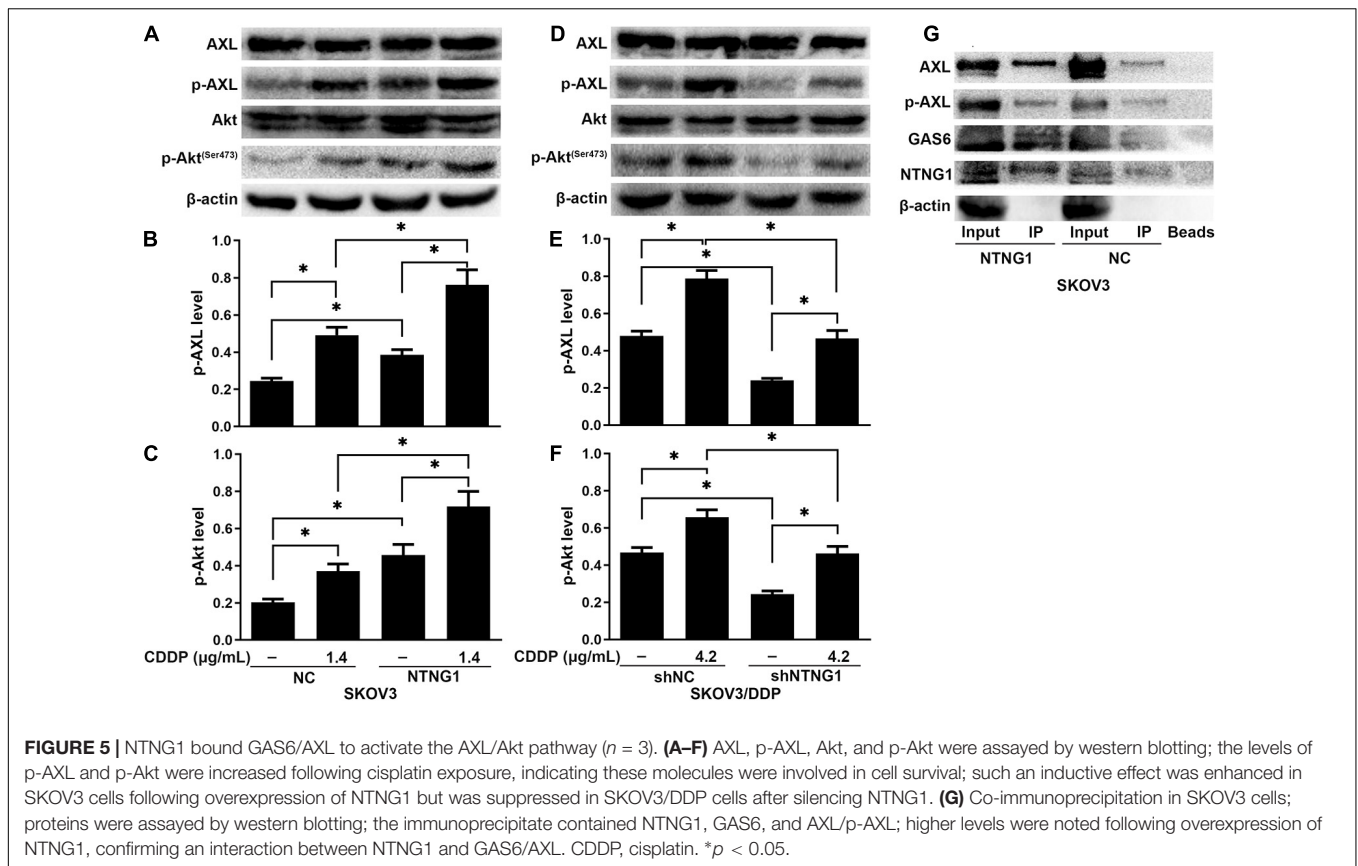 A
AXL
p-AXL
Akt
p-Akt(Ser473)
β-actin
B
p-AXL level
1.0
0.8
0.6
0.4
0.2
0.0
* * * *
C
p-Akt level
1.0
0.8
0.6
0.4
0.2
0.0
* * * *
CDDP (µg/mL) – 1.4 – 1.4
NC NTNG1
SKOV3
D
AXL
p-AXL
Akt
p-Akt(Ser473)
β-actin
E
p-AXL level
1.0
0.8
0.6
0.4
0.2
0.0
* * * *
F
p-Akt level
1.0
0.8
0.6
0.4
0.2
0.0
* * * *
CDDP (µg/mL) – 4.2 – 4.2
shNC shNTNG1
SKOV3/DDP
G
AXL
p-AXL
GAS6
NTNG1
β-actin
Input IP Input IP Beads
NTNG1 NC
SKOV3
FIGURE 5 | NTNG1 bound GAS6/AXL to activate the AXL/Akt pathway (n = 3). (A–F) AXL, p-AXL, Akt, and p-Akt were assayed by western blotting; the levels of
p-AXL and p-Akt were increased following cisplatin exposure, indicating these molecules were involved in cell survival; such an inductive effect was enhanced in
SKOV3 cells following overexpression of NTNG1 but was suppressed in SKOV3/DDP cells after silencing NTNG1. (G) Co-immunoprecipitation in SKOV3 cells;
proteins were assayed by western blotting; the immunoprecipitate contained NTNG1, GAS6, and AXL/p-AXL; higher levels were noted following overexpression of
NTNG1, confirming an interaction between NTNG1 and GAS6/AXL. CDDP, cisplatin. *p < 0.05.